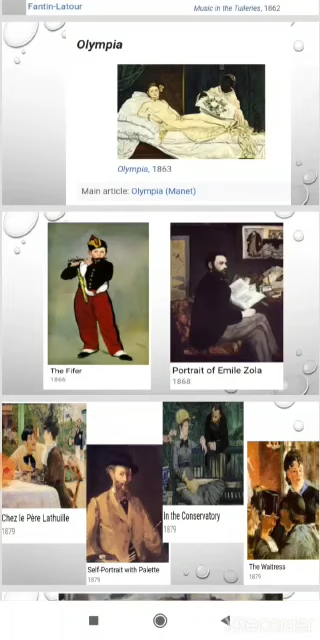 Fantin-Latour
Music in the Tuileries, 1862
Olympia
Olympia, 1863
Main article: Olympia (Manet)
The Fifer
1866
Portrait of Emile Zola
1868
Chez le Père Lathuille
1879
Self-Portrait with Palette
1879
In the Conservatory
1879
The Waitress
1879